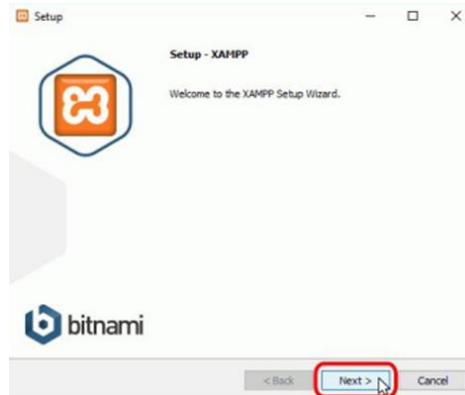 Setup
Setup - XAMPP
Welcome to the XAMPP Setup Wizard.
bitnami
< Back
Next >
Cancel